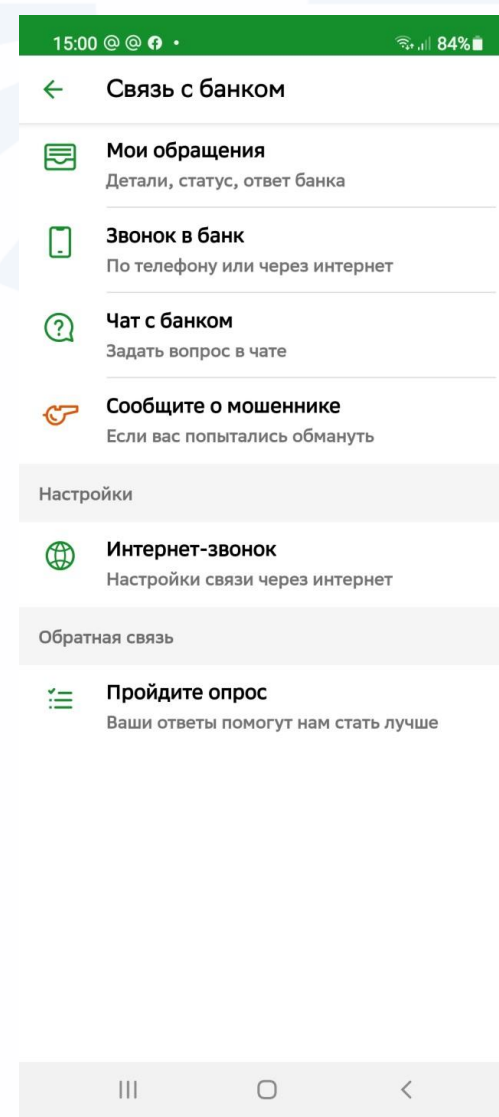 15:00 @ @
84%
Связь с банком
Мои обращения
Детали, статус, ответ банка
Звонок в банк
По телефону или через интернет
Чат с банком
Задать вопрос в чате
Сообщите о мошеннике
Если вас попытались обмануть
Настройки
Интернет-звонок
Настройки связи через интернет
Обратная связь
Пройдите опрос
Ваши ответы помогут нам стать лучше